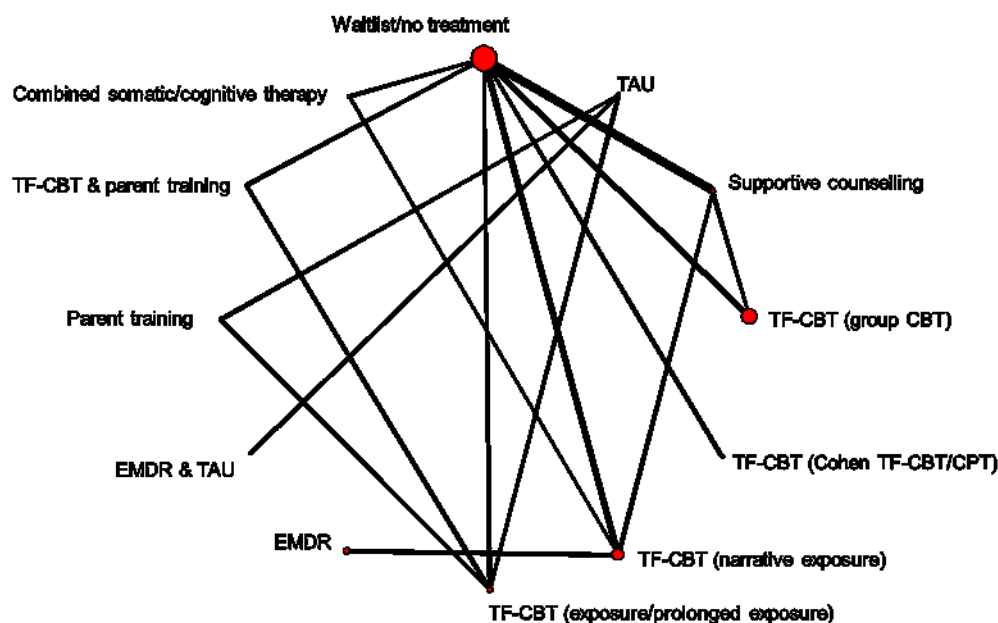 Waitlist/no treatment
TAU
Combined somatic/cognitive therapy
TF-CBT & parent training
Supportive counselling
Parent training
TF-CBT (group CBT)
EMDR & TAU
TF-CBT (Cohen TF-CBT/CPT)
EMDR
TF-CBT (narrative exposure)
TF-CBT (exposure/prolonged exposure)